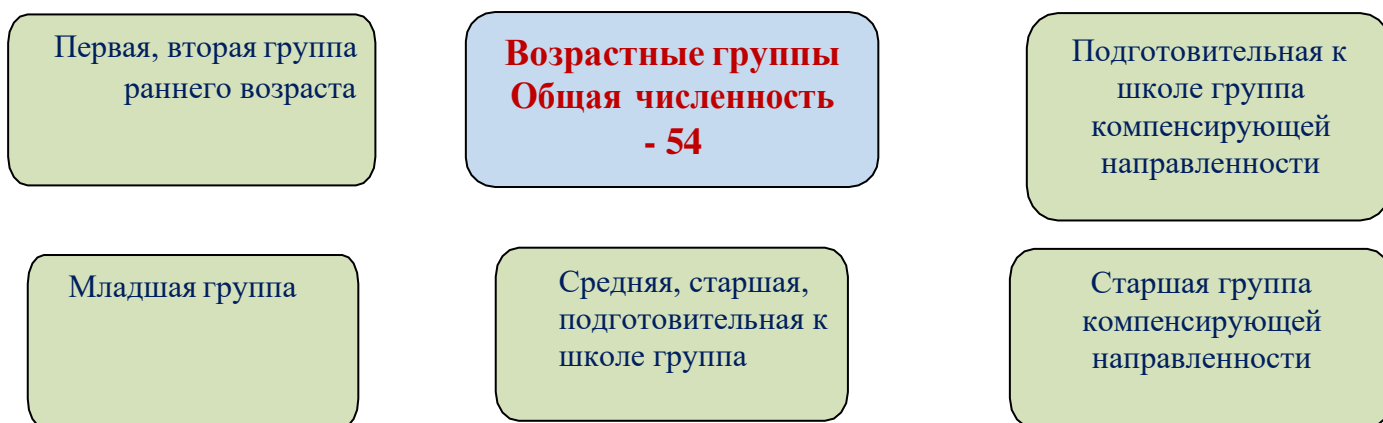 Первая, вторая группа
раннего возраста
Возрастные группы
Общая численность
- 54
Подготовительная к
школе группа
компенсирующей
направленности
Младшая группа
Средняя, старшая,
подготовительная к
школе группа
Старшая группа
компенсирующей
направленности